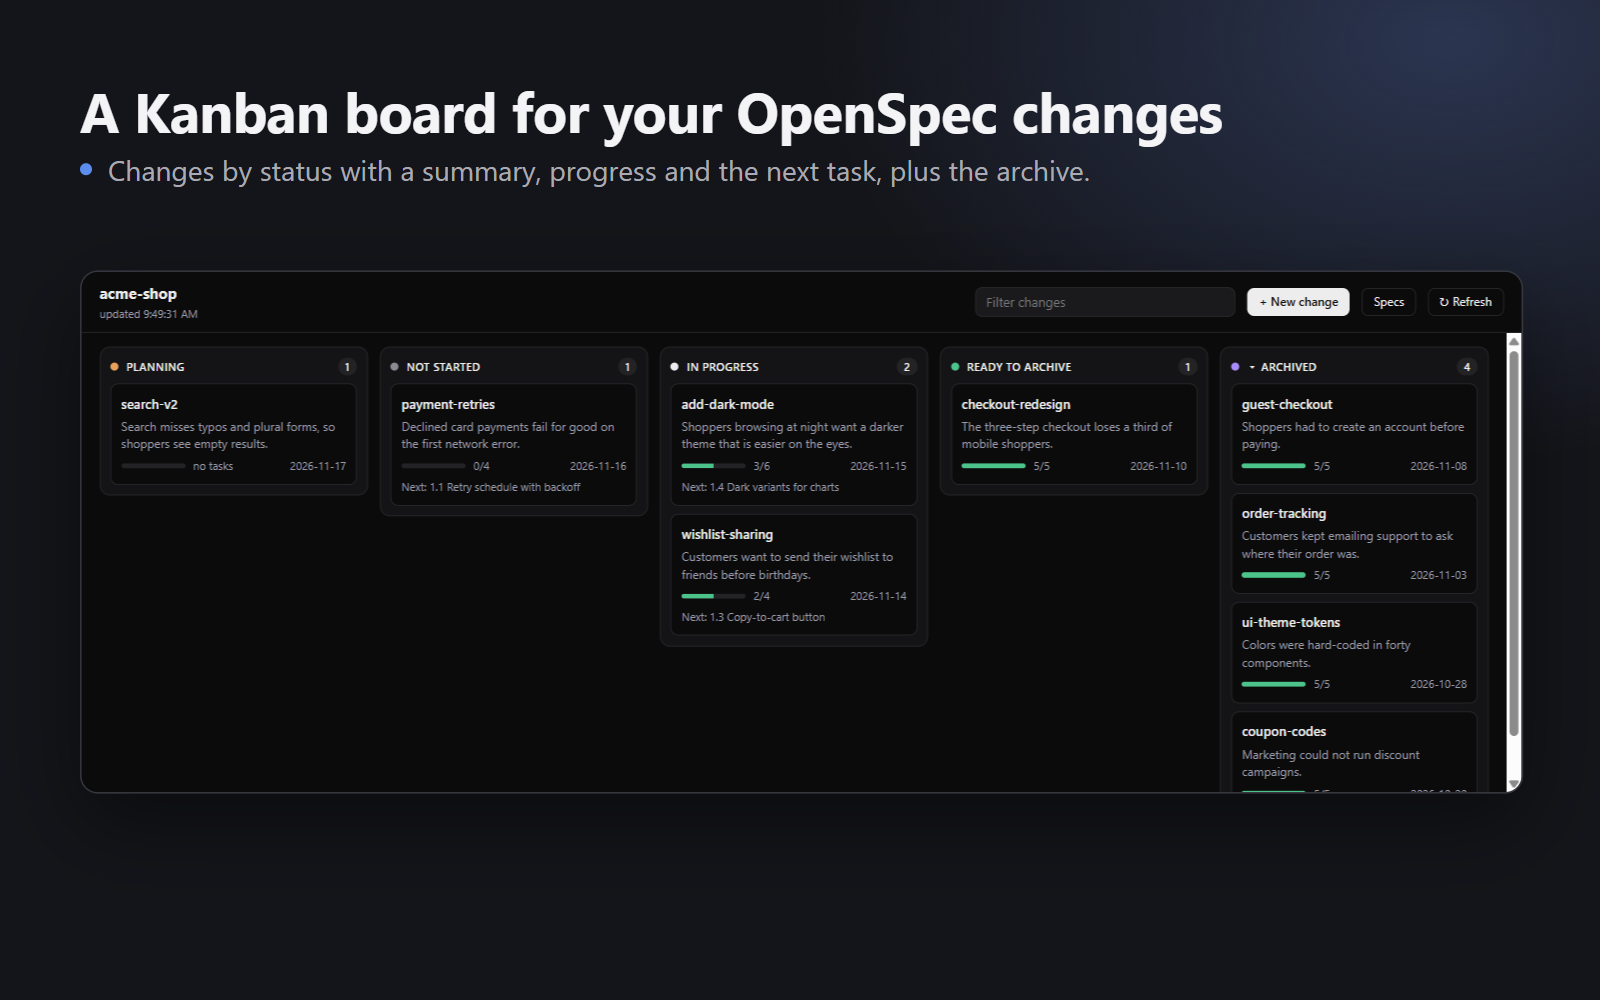 A Kanban board for your OpenSpec changes
Changes by status with a summary, progress and the next task, plus the archive.
acme-shop
updated 9:49:31 AM
Filter changes
+ New change
Specs
↻ Refresh
PLANNING 1
search-v2
Search misses typos and plural forms, so
shoppers see empty results.
no tasks 2026-11-17
NOT STARTED 1
payment-retries
Declined card payments fail for good on
the first network error.
0/4 2026-11-16
Next: 1.1 Retry schedule with backoff
IN PROGRESS 2
add-dark-mode
Shoppers browsing at night want a darker
theme that is easier on the eyes.
3/6 2026-11-15
Next: 1.4 Dark variants for charts
wishlist-sharing
Customers want to send their wishlist to
friends before birthdays.
2/4 2026-11-14
Next: 1.3 Copy-to-cart button
READY TO ARCHIVE 1
checkout-redesign
The three-step checkout loses a third of
mobile shoppers.
5/5 2026-11-10
ARCHIVED 4
guest-checkout
Shoppers had to create an account before
paying.
5/5 2026-11-08
order-tracking
Customers kept emailing support to ask
where their order was.
5/5 2026-11-03
ui-theme-tokens
Colors were hard-coded in forty
components.
5/5 2026-10-28
coupon-codes
Marketing could not run discount
campaigns.